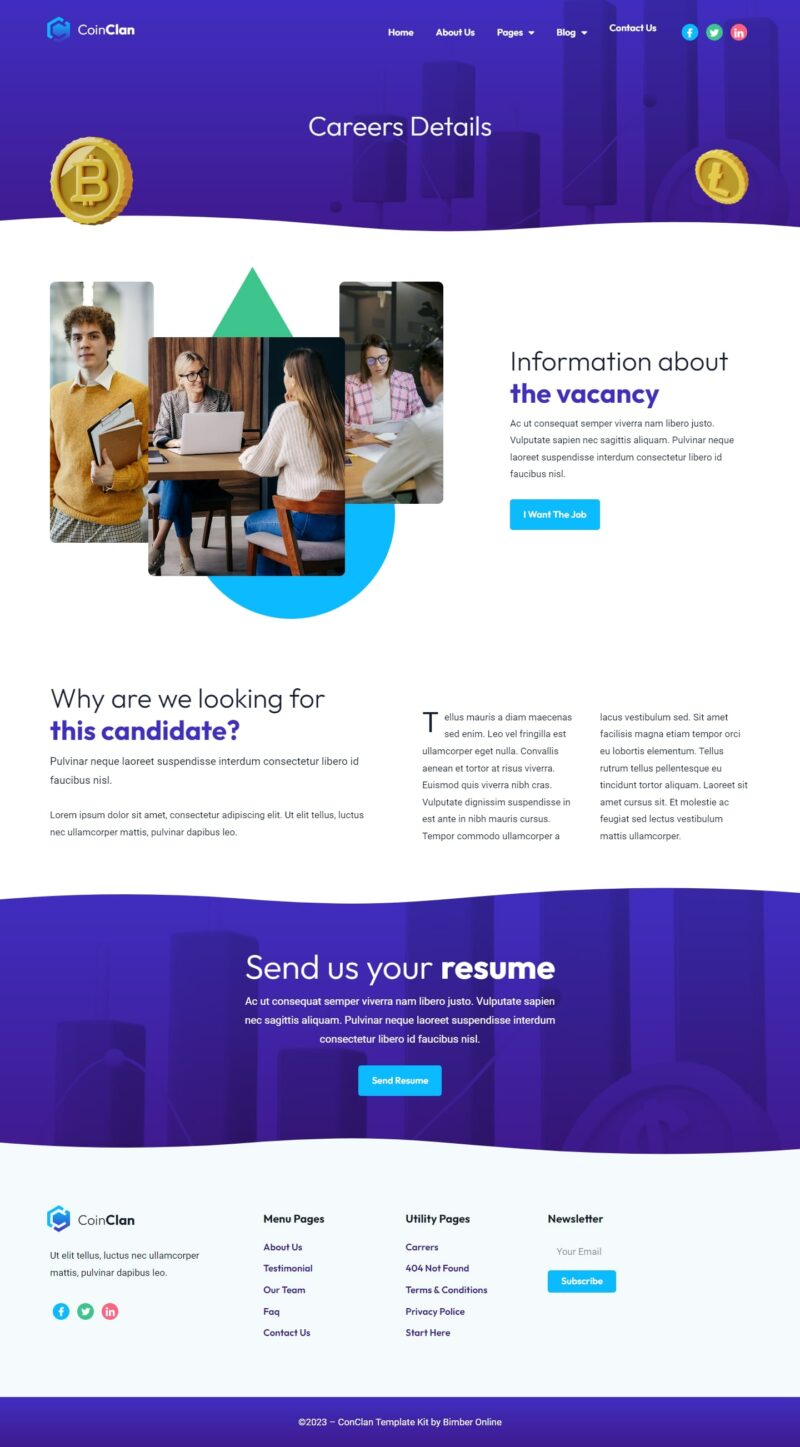 CoinClan
Home
About Us
Pages
Blog
Contact Us
Careers Details
Information about
the vacancy
Ac ut consequat semper viverra nam libero justo.
Vulputate sapien nec sagittis aliquam. Pulvinar neque
laoreet suspendisse interdum consectetur libero id
faucibus nisl.
I Want The Job
Why are we looking for
this candidate?
Pulvinar neque laoreet suspendisse interdum consectetur libero id
faucibus nisl.
Lorem ipsum dolor sit amet, consectetur adipiscing elit. Ut elit tellus, luctus
nec ullamcorper mattis, pulvinar dapibus leo.
Tellus mauris a diam maecenas
sed enim. Leo vel fringilla est
ullamcorper eget nulla. Convallis
aenean et tortor at risus viverra.
Euismod quis viverra nibh cras.
Vulputate dignissim suspendisse in
est ante in nibh mauris cursus.
Tempor commodo ullamcorper a
lacus vestibulum sed. Sit amet
facilisis magna etiam tempor orci
eu lobortis elementum. Tellus
rutrum tellus pellentesque eu
tincidunt tortor aliquam. Laoreet sit
amet cursus sit. Et molestie ac
feugiat sed lectus vestibulum
mattis ullamcorper.
Send us your resume
Ac ut consequat semper viverra nam libero justo. Vulputate sapien
nec sagittis aliquam. Pulvinar neque laoreet suspendisse interdum
consectetur libero id faucibus nisl.
Send Resume
CoinClan
Ut elit tellus, luctus nec ullamcorper
mattis, pulvinar dapibus leo.
Menu Pages
About Us
Testimonial
Our Team
Faq
Contact Us
Utility Pages
Carrers
404 Not Found
Terms & Conditions
Privacy Police
Start Here
Newsletter
Your Email
Subscribe
©2023 – ConClan Template Kit by Bimber Online